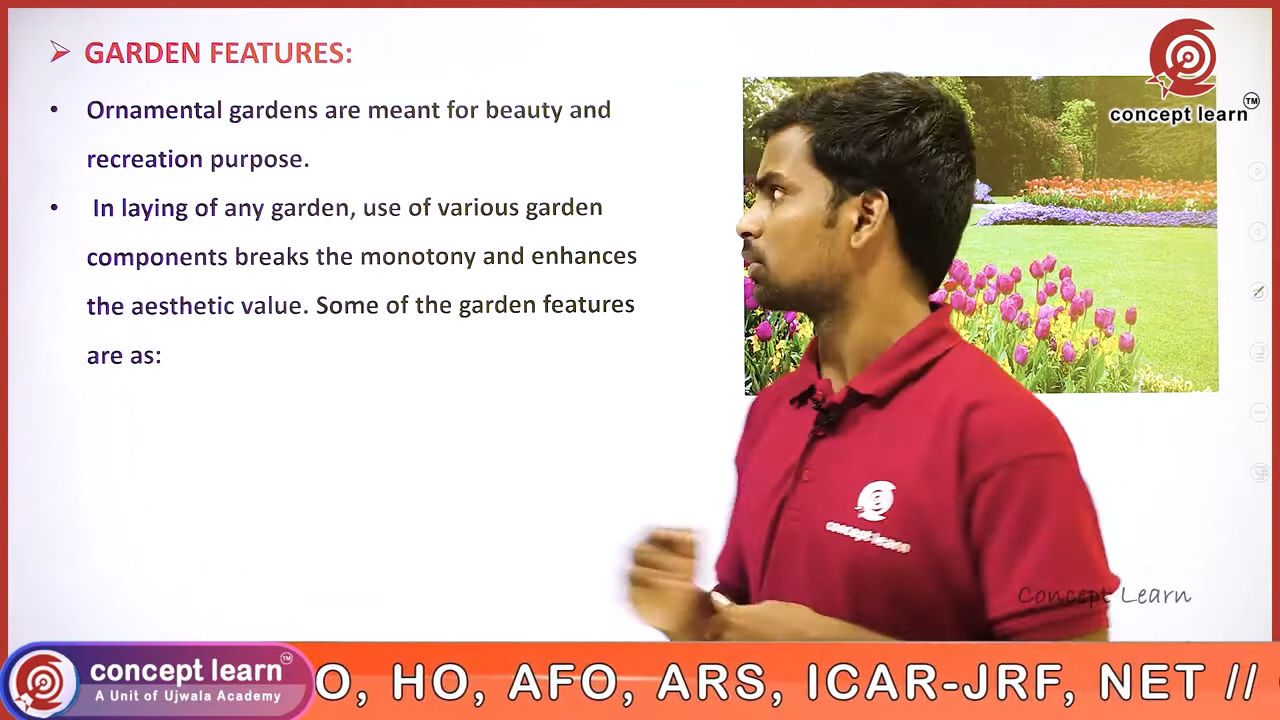 GARDEN FEATURES:
• Ornamental gardens are meant for beauty and
recreation purpose.
• In laying of any garden, use of various garden
components breaks the monotony and enhances
the aesthetic value. Some of the garden features
are as:
concept learn TM
concept learn
Concept Learn
concept learn TM
A Unit of Ujwala Academy
O, HO, AFO, ARS, ICAR-JRF, NET //